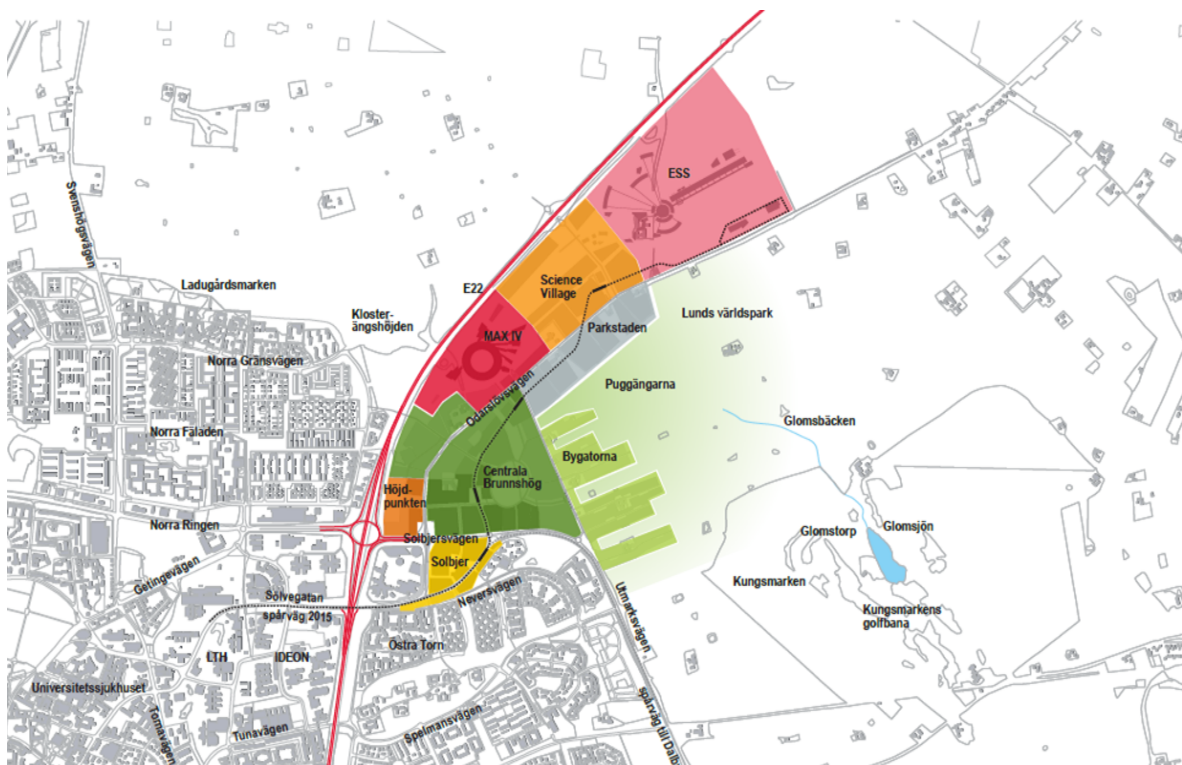 Svenshögsvägen
ESS
Ladugårdsmarken
E22
Science
Village
Kloster-
ängshöjden
Lunds världspark
MAX IV
Parkstaden
Norra Gränsvägen
Puggängarna
Odarslövsvägen
Glomsbäcken
Norra Fäladen
Bygatorna
Centrala
Brunnshög
Höjd-
punkten
Norra Ringen
Solbjersvägen
Glomstorp
Glomsjön
Solbjer
Getingevägen
Kungsmarken
Neversvägen
Sölvegatan
spårväg 2015
Utmarksvägen
Kungsmarkens
golfbana
Östra Torn
LTH
IDEON
Universitetssjukhuset
Tornavägen
Tunavägen
Spelmansvägen
spårväg till Dalby